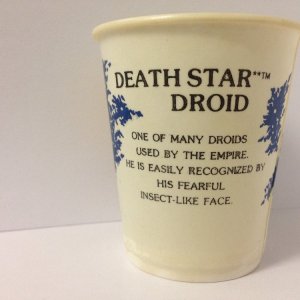 DEATH STAR**™
DROID
ONE OF MANY DROIDS
USED BY THE EMPIRE.
HE IS EASILY RECOGNIZED BY
HIS FEARFUL
INSECT-LIKE FACE.